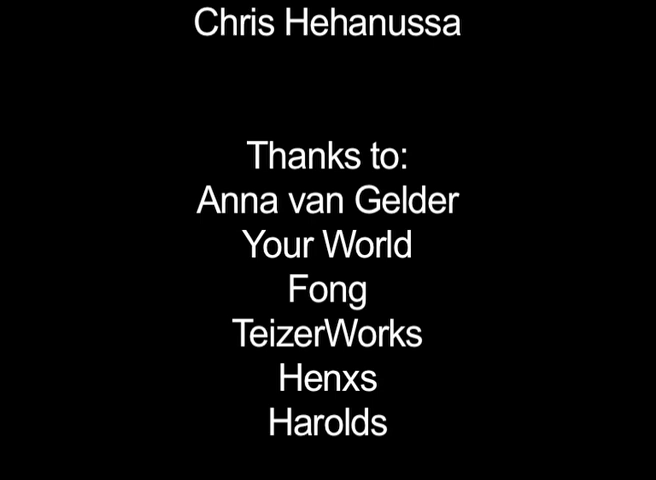 Chris Hehanussa
Thanks to:
Anna van Gelder
Your World
Fong
TeizerWorks
Henxs
Harolds